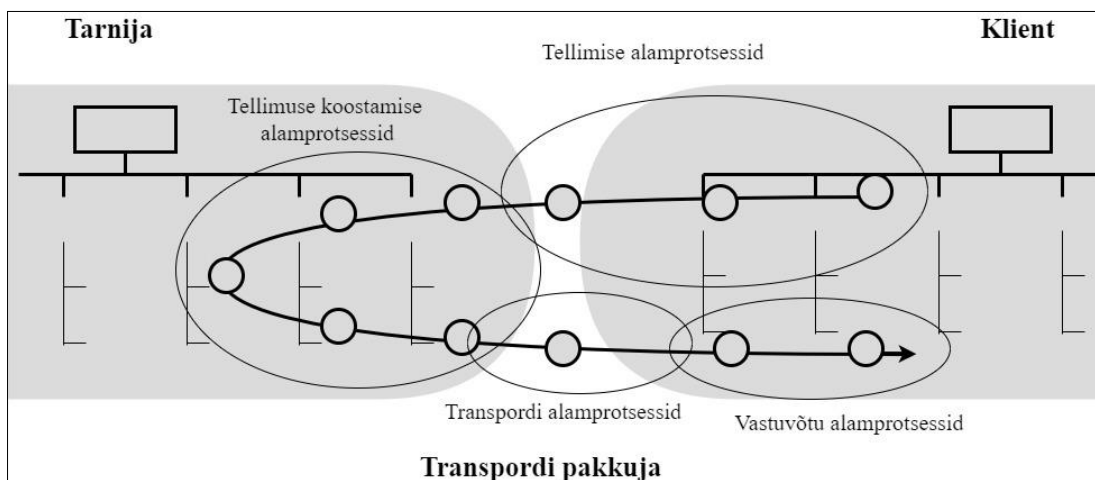 Tarnija
Klient
Tellimise alamprotsessid
Tellimuse koostamise
alamprotsessid
Transpordi alamprotsessid
Vastuvõtu alamprotsessid
Transpordi pakkuja